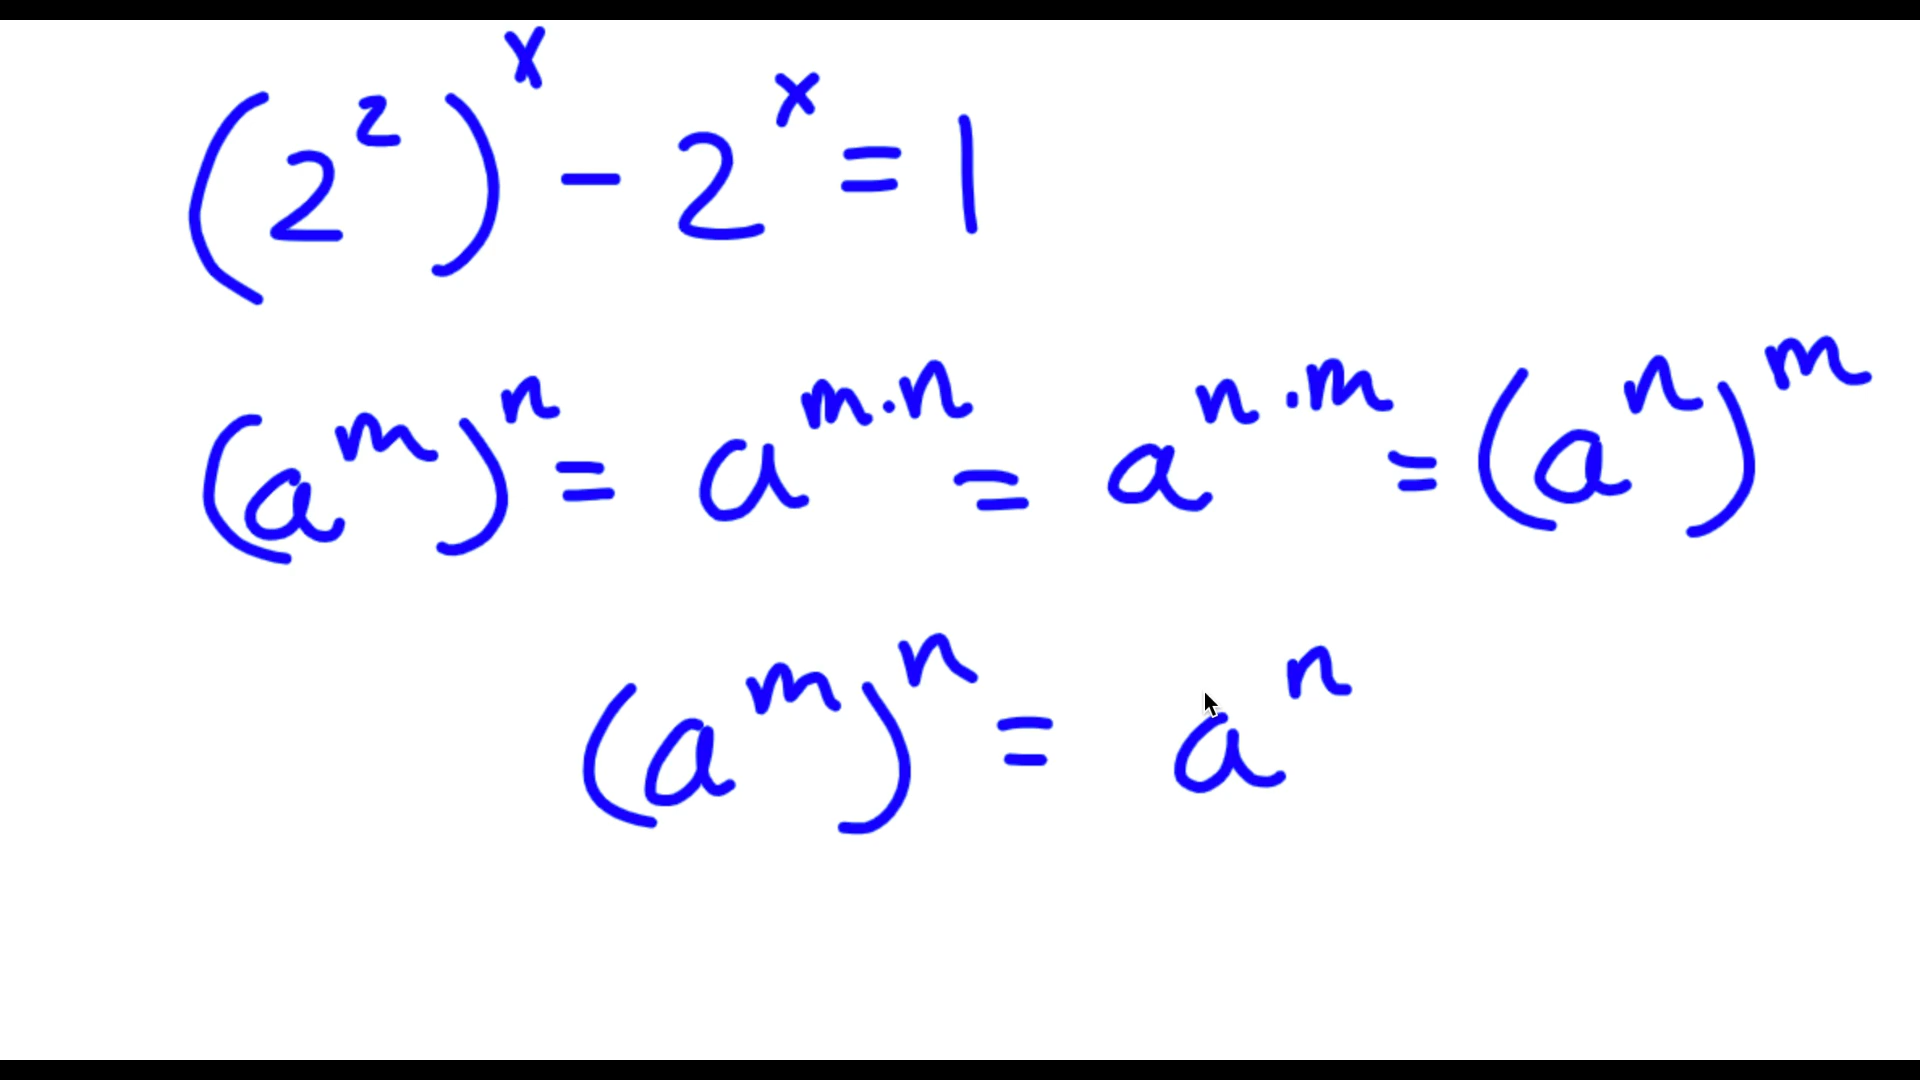 (2²)ˣ - 2ˣ = 1
(aᵐ)ⁿ = aᵐ·ⁿ = aⁿ·ᵐ = (aⁿ)ᵐ
(aᵐ)ⁿ = aⁿ